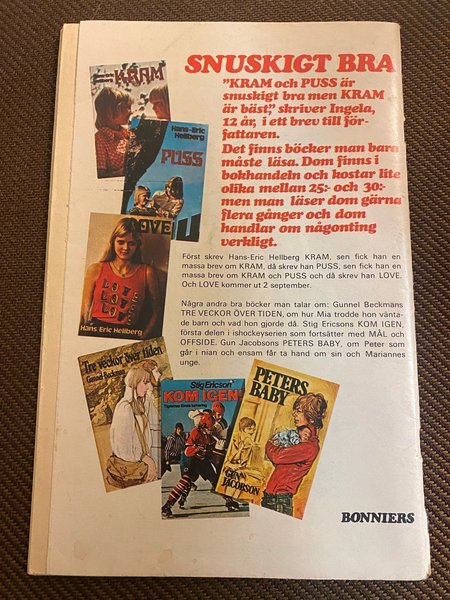 SNUSKIGT BRA
"KRAM och PUSS är
snuskigt bra men KRAM
är bäst," skriver Ingela,
12 år, i ett brev till för-
fattaren.
Det finns böcker man bara
måste läsa. Dom finns i
bokhandeln och kostar lite
olika mellan 25:- och 30:-
men man läser dom gärna
flera gånger och dom
handlar om någonting
verkligt.
Först skrev Hans-Eric Hellberg KRAM, sen fick han en
massa brev om KRAM, då skrev han PUSS, sen fick han en
massa brev om KRAM och PUSS och då skrev han LOVE.
Och LOVE kommer ut 2 september.
Några andra bra böcker man talar om: Gunnel Beckmans
TRE VECKOR ÖVER TIDEN, om hur Mia trodde hon vänta-
de barn och vad hon gjorde då. Stig Ericsons KOM IGEN,
första delen i ishockeyserien som fortsätter med MÅL och
OFFSIDE. Gun Jacobsons PETERS BABY, om Peter som
går i nian och ensam får ta hand om sin och Mariannes
unge.
Hellberg
KRAM
Hans-Eric
Hellberg
PUSS
LOVE
LOVE
LOVE
LOVE
Hans Eric Hellberg
Tre veckor över tiden
Gunnel Beckman
Stig Ericson
KOM IGEN
PETERS
BABY
GUN
JACOBSON
BONNIERS